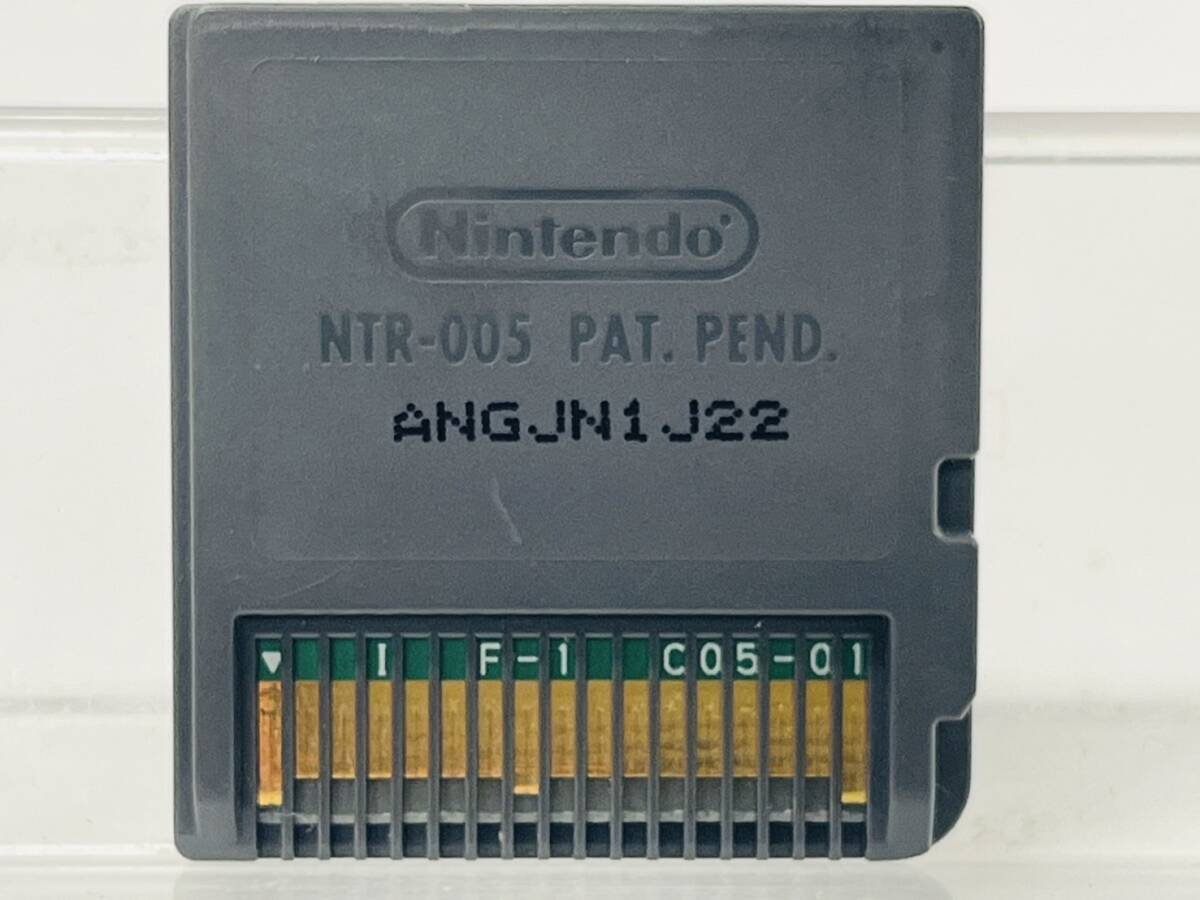 Nintendo
NTR-005 PAT. PEND.
ANGJN1J22
▼ I F-1 C05-01